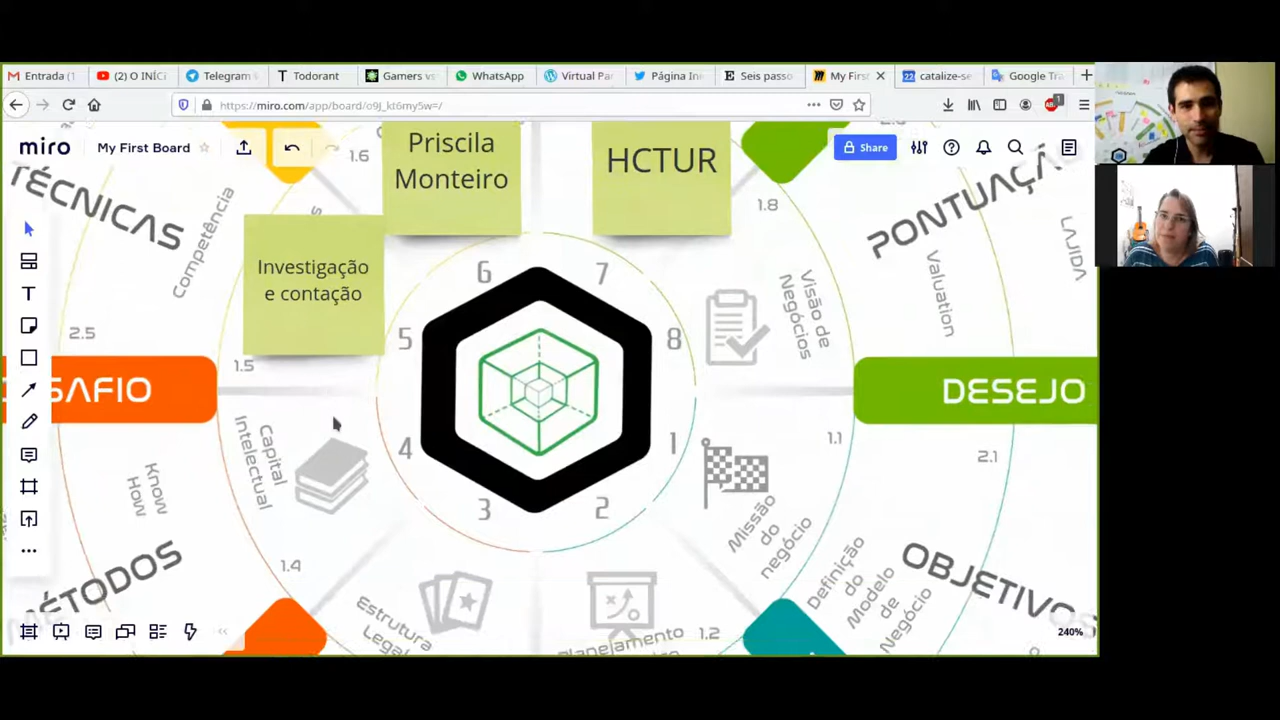 Entrada (1
(2) O INÍCI
Telegram
Todorant
Gamers vs
WhatsApp
Virtual Par
Página Ini
Seis passo
My First
catalize-se
Google Tra
https://miro.com/app/board/o9J_kt6my5w=/
miro
My First Board
Share
Priscila
Monteiro
HCTUR
Investigação
e contação
TÉCNICAS
Competência
2.5
1.6
1.5
1.8
PONTUAÇÃ
LAJIDA
Valuation
Visão de
Negócios
6
7
5
8
4
1
3
2
SAFIO
DESEJO
Capital
Intelectual
Know
How
MÉTODOS
1.4
Estrutura
Legal
Planejamento
1.2
1.1
2.1
Missão
do
negócio
Definição
do
Modelo
de
Negócio
OBJETIVO
240%